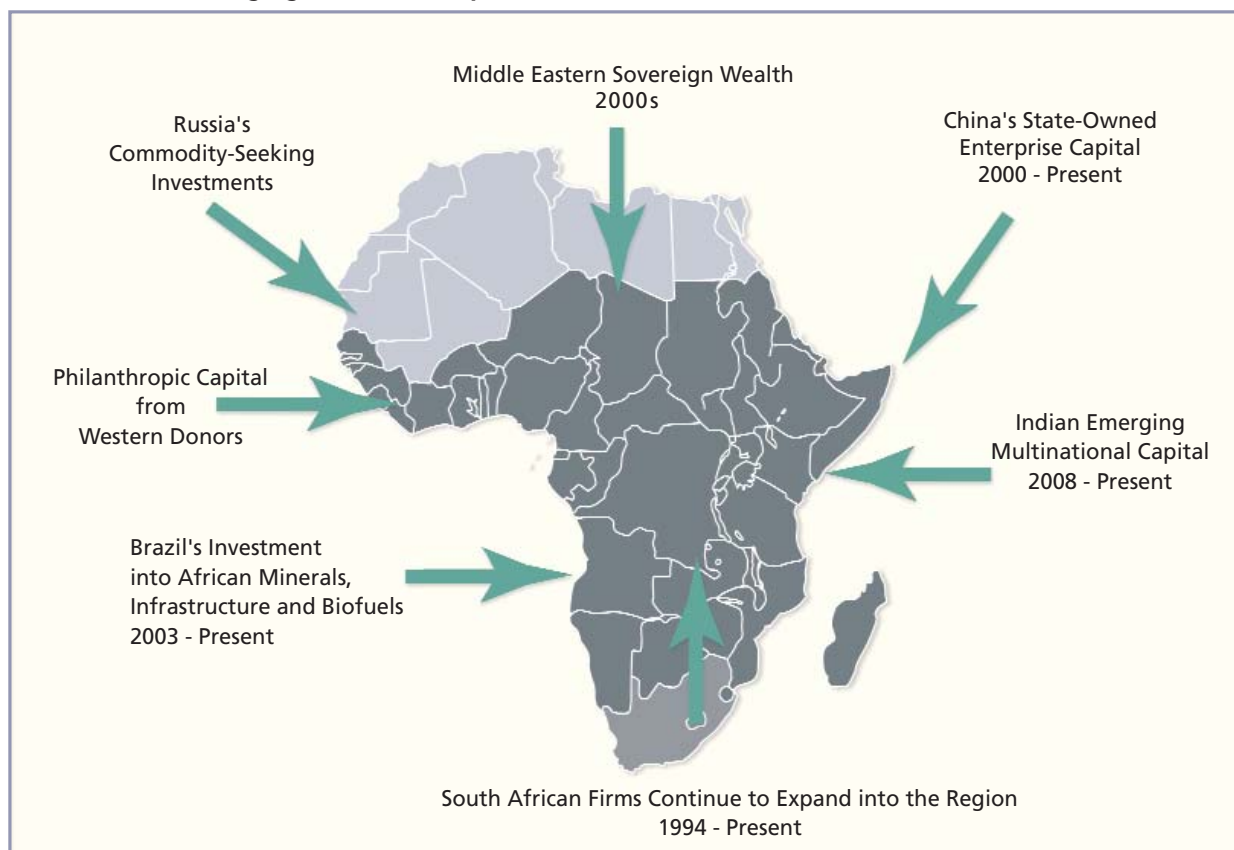 Middle Eastern Sovereign Wealth
2000s
Russia's
Commodity-Seeking
Investments
China's State-Owned
Enterprise Capital
2000 - Present
Philanthropic Capital
from
Western Donors
Indian Emerging
Multinational Capital
2008 - Present
Brazil's Investment
into African Minerals,
Infrastructure and Biofuels
2003 - Present
South African Firms Continue to Expand into the Region
1994 - Present